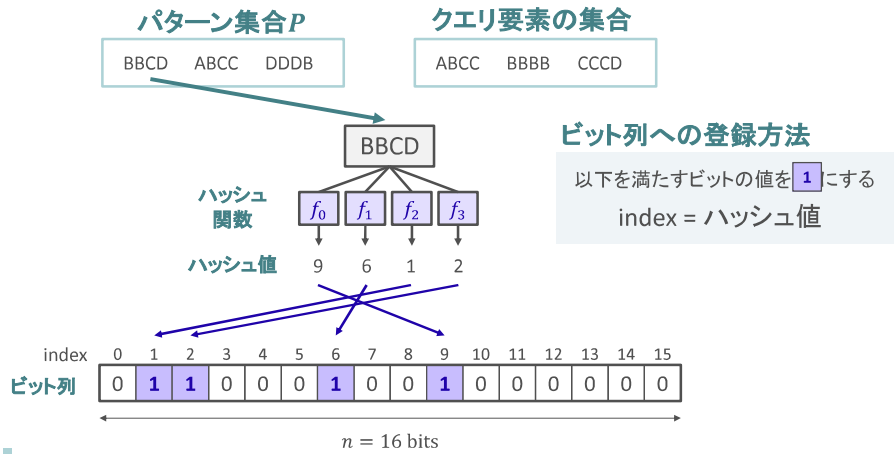 パターン集合P
クエリ要素の集合
BBCD ABCC DDDB
ABCC BBBB CCCD
BBCD
ビット列への登録方法
以下を満たすビットの値を1にする
index = ハッシュ値
ハッシュ
関数
f0 f1 f2 f3
ハッシュ値
9 6 1 2
index 0 1 2 3 4 5 6 7 8 9 10 11 12 13 14 15
ビット列 0 1 1 0 0 0 1 0 0 1 0 0 0 0 0 0
n = 16 bits